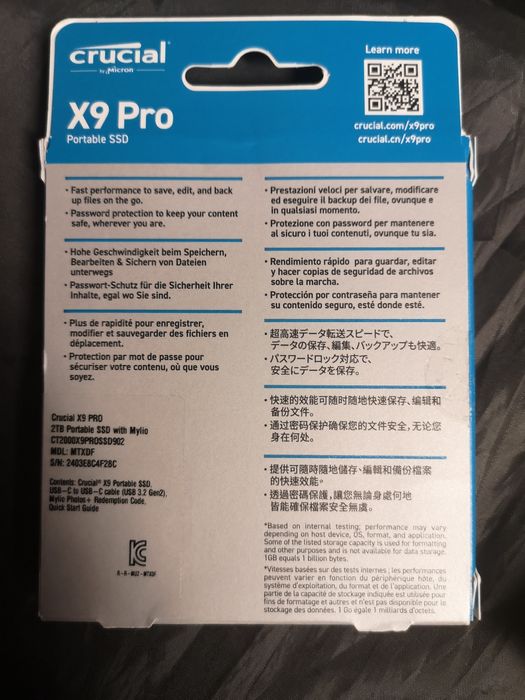 crucial
by Micron
X9 Pro
Portable SSD
Learn more
crucial.com/x9pro
crucial.cn/x9pro
· Fast performance to save, edit, and back
up files on the go.
· Password protection to keep your content
safe, wherever you are.
· Hohe Geschwindigkeit beim Speichern,
Bearbeiten & Sichern von Dateien
unterwegs
· Passwort-Schutz für die Sicherheit Ihrer
Inhalte, egal wo Sie sind.
· Plus de rapidité pour enregistrer,
modifier et sauvegarder des fichiers en
déplacement.
· Protection par mot de passe pour
sécuriser votre contenu, où que vous
soyez.
Crucial X9 PRO
2TB Portable SSD with Mylio
CT2000X9PROSSD902
MDL: MTXDF
S/N: 2403E8C4F28C
Contents: Crucial® X9 Portable SSD.
USB-C to USB-C cable (USB 3.2 Gen2),
Mylio Photos+ Redemption Code.
Quick Start Guide
R-R-MU2-MTXDF
· Prestazioni veloci per salvare, modificare
ed eseguire il backup dei file, ovunque e
in qualsiasi momento.
· Protezione con password per mantenere
al sicuro i tuoi contenuti, ovunque tu sia.
· Rendimiento rápido para guardar, editar
y hacer copias de seguridad de archivos
sobre la marcha.
· Protección por contraseña para mantener
su contenido seguro, esté donde esté.
· 超高速データ転送スピードで、
データの保存、編集、バックアップも快適。
· パスワードロック対応で、
安全にデータを保存。
· 快速的效能可随时随地快速保存、编辑和
备份文件。
· 通过密码保护确保您的文件安全，无论您
身在何处。
· 提供可隨時隨地儲存、編輯和備份檔案
的快速效能。
· 透過密碼保護，讓您無論身處何地
皆能確保檔案安全無虞。
*Based on internal testing; performance may vary
depending on host device, OS, format, and application.
Some of the listed storage capacity is used for formatting
and other purposes and is not available for data storage.
1GB equals 1 billion bytes.
*Vitesses basées sur des tests internes ; les performances
peuvent varier en fonction du périphérique hôte, du
système d'exploitation, du format et de l'application. Une
partie de la capacité de stockage indiquée est utilisée pour
fins de formatage et autres et n'est pas disponible pour le
stockage des données. 1 Go égale 1 milliards d'octets.